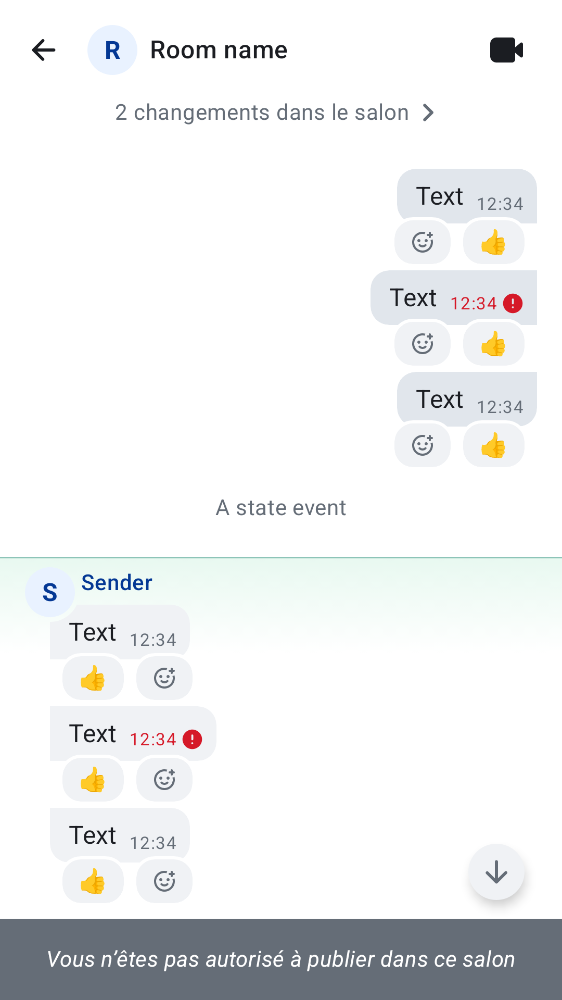 R Room name
2 changements dans le salon
Text 12:34
👍
Text 12:34
👍
Text 12:34
👍
A state event
S Sender
Text 12:34
👍
Text 12:34
👍
Text 12:34
👍
Vous n’êtes pas autorisé à publier dans ce salon